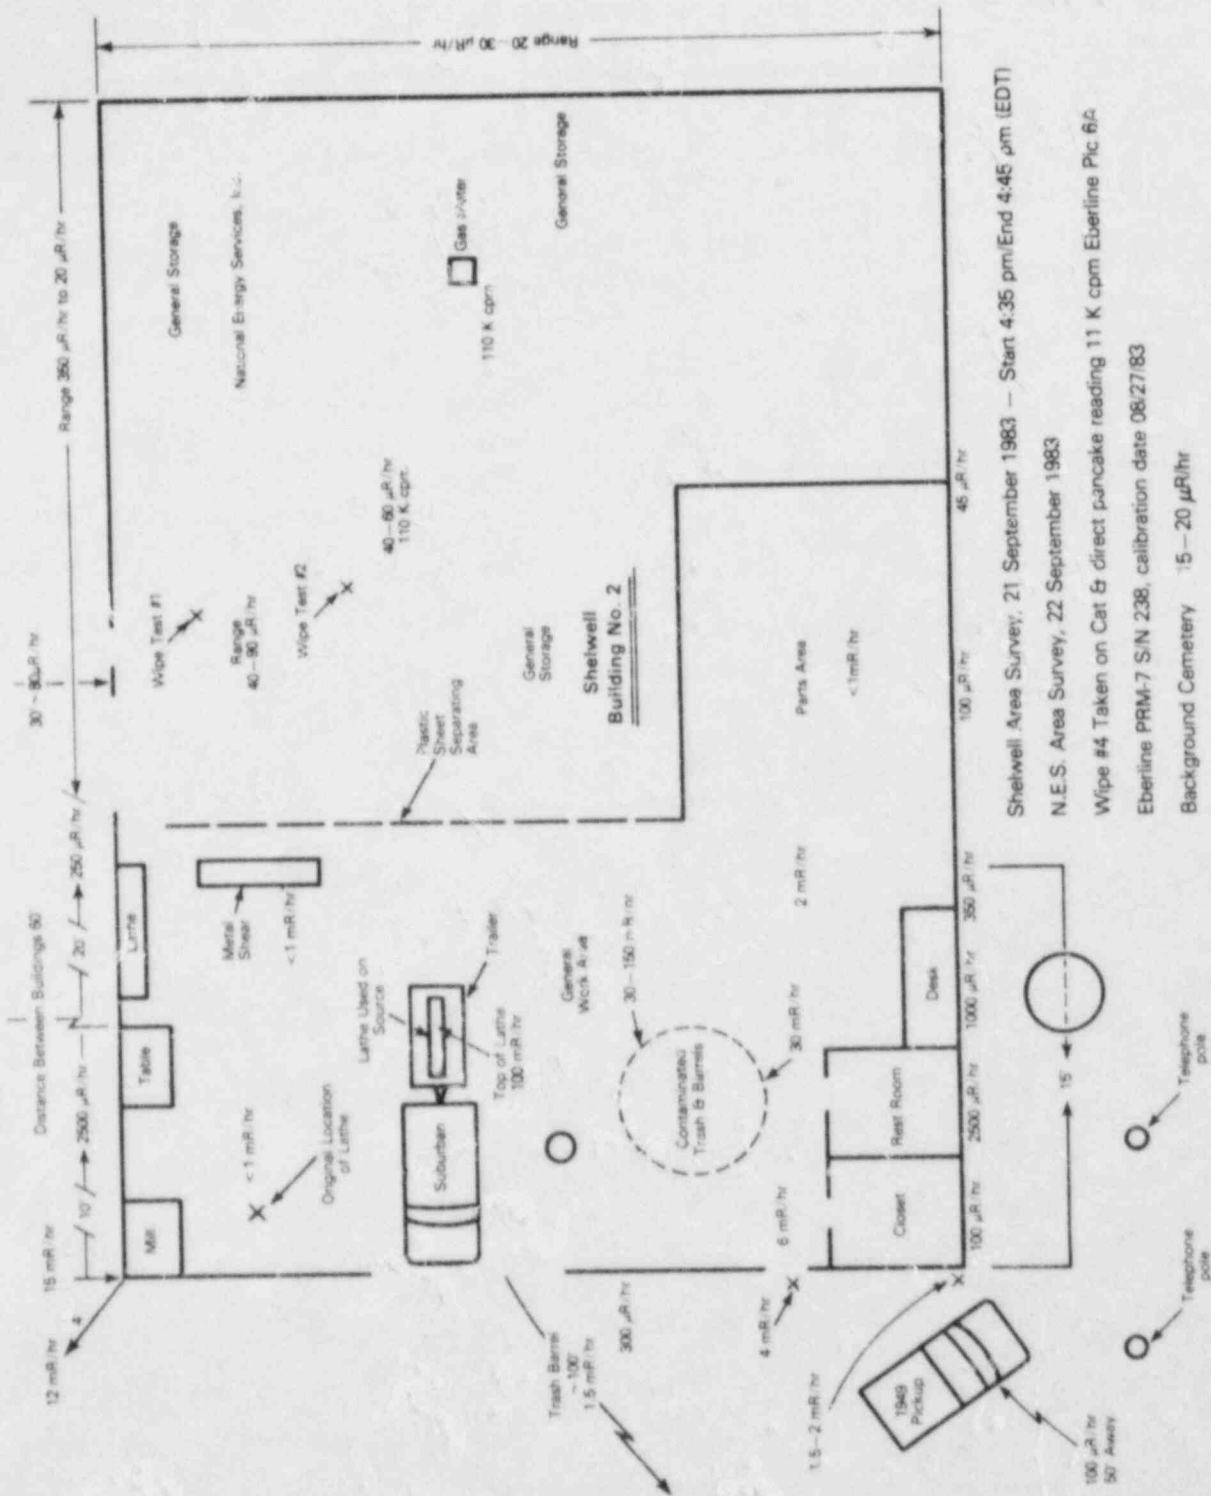 Distance Between Buildings 60'
30' ~ 80μR/hr
Range 350 μR/hr to 20 μR/hr
Range 20–30 μR/hr
12 mR/hr
4'
15 mR/hr
10'
2500 μR/hr
20'
250 μR/hr
Mill
Table
Lathe
<1 mR/hr
Original Location
of Lathe
Metal
Shear
<1 mR/hr
Wipe Test #1
Range
40–90 μR/hr
Wipe Test #2
General Storage
National Energy Services, Inc.
Plastic
Sheet
Separating
Area
40–60 μR/hr
110 K cpm
Gas
110 K cpm
General Storage
Suburban
Lathe Used on
Source
Top of Lathe
100 mR/hr
Trailer
General
Storage
Shelwell
Building No. 2
General
Work Area
30–150 mR/hr
Contaminated
Trash & Barrels
30 mR/hr
Trash Barrel
~100'
1.5 mR/hr
300 μR/hr
4 mR/hr
6 mR/hr
2 mR/hr
Parts Area
<1mR/hr
Closet
Rest Room
Desk
1.5–2 mR/hr
100 μR/hr
2500 μR/hr
1000 μR/hr
350 μR/hr
100 μR/hr
45 μR/hr
1949
Pickup
15'
100 μR/hr
50' Away
Telephone
pole
Telephone
pole
Shelwell Area Survey, 21 September 1983 — Start 4:35 pm/End 4:45 pm (EDT)
N.E.S. Area Survey, 22 September 1983
Wipe #4 Taken on Cat & direct pancake reading 11 K cpm Eberline Pic 6A
Eberline PRM-7 S/N 238, calibration date 08/27/83
Background Cemetery 15–20 μR/hr